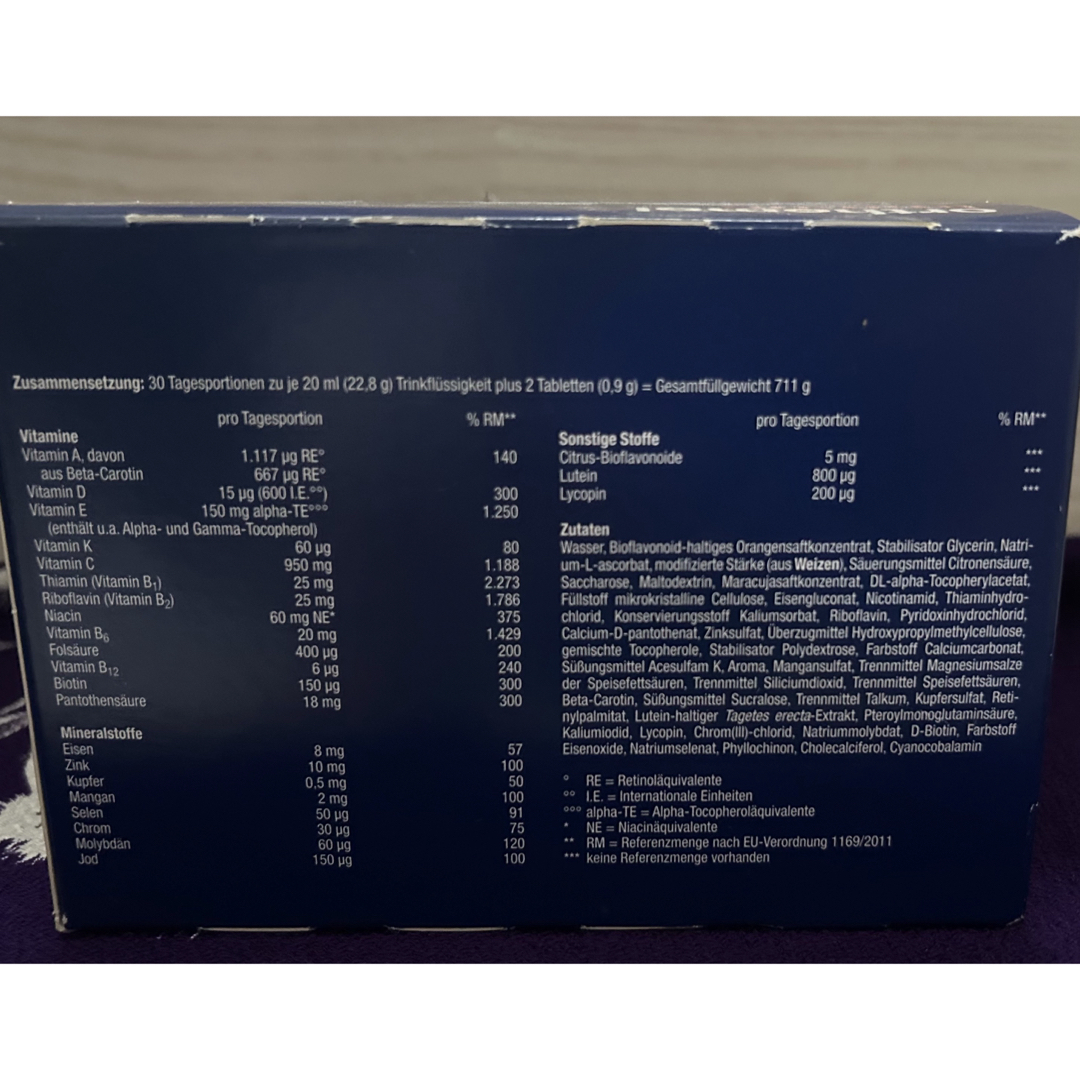 Zusammensetzung: 30 Tagesportionen zu je 20 ml (22,8 g) Trinkflüssigkeit plus 2 Tabletten (0,9 g) = Gesamtfüllgewicht 711 g
pro Tagesportion % RM**
Vitamine
Vitamin A, davon 1.117 µg RE° 140
aus Beta-Carotin 667 µg RE°
Vitamin D 15 µg (600 I.E.°°) 300
Vitamin E 150 mg alpha-TE°°° 1.250
(enthält u.a. Alpha- und Gamma-Tocopherol)
Vitamin K 60 µg 80
Vitamin C 950 mg 1.188
Thiamin (Vitamin B₁) 25 mg 2.273
Riboflavin (Vitamin B₂) 25 mg 1.786
Niacin 60 mg NE* 375
Vitamin B₆ 20 mg 1.429
Folsäure 400 µg 200
Vitamin B₁₂ 6 µg 240
Biotin 150 µg 300
Pantothensäure 18 mg 300
Mineralstoffe
Eisen 8 mg 57
Zink 10 mg 100
Kupfer 0,5 mg 50
Mangan 2 mg 100
Selen 50 µg 91
Chrom 30 µg 75
Molybdän 60 µg 120
Jod 150 µg 100
pro Tagesportion % RM**
Sonstige Stoffe
Citrus-Bioflavonoide 5 mg ***
Lutein 800 µg ***
Lycopin 200 µg ***
Zutaten
Wasser, Bioflavonoid-haltiges Orangensaftkonzentrat, Stabilisator Glycerin, Natri-
um-L-ascorbat, modifizierte Stärke (aus Weizen), Säuerungsmittel Citronensäure,
Saccharose, Maltodextrin, Maracujasaftkonzentrat, DL-alpha-Tocopherylacetat,
Füllstoff mikrokristalline Cellulose, Eisengluconat, Nicotinamid, Thiaminhydro-
chlorid, Konservierungsstoff Kaliumsorbat, Riboflavin, Pyridoxinhydrochlorid,
Calcium-D-pantothenat, Zinksulfat, Überzugmittel Hydroxypropylmethylcellulose,
gemischte Tocopherole, Stabilisator Polydextrose, Farbstoff Calciumcarbonat,
Süßungsmittel Acesulfam K, Aroma, Mangansulfat, Trennmittel Magnesiumsalze
der Speisefettsäuren, Trennmittel Siliciumdioxid, Trennmittel Speisefettsäuren,
Beta-Carotin, Süßungsmittel Sucralose, Trennmittel Talkum, Kupfersulfat, Reti-
nylpalmitat, Lutein-haltiger Tagetes erecta-Extrakt, Pteroylmonoglutaminsäure,
Kaliumiodid, Lycopin, Chrom(III)-chlorid, Natriummolybdat, D-Biotin, Farbstoff
Eisenoxide, Natriumselenat, Phyllochinon, Cholecalciferol, Cyanocobalamin
° RE = Retinoläquivalente
°° I.E. = Internationale Einheiten
°°° alpha-TE = Alpha-Tocopheroläquivalente
* NE = Niacinäquivalente
** RM = Referenzmenge nach EU-Verordnung 1169/2011
*** keine Referenzmenge vorhanden